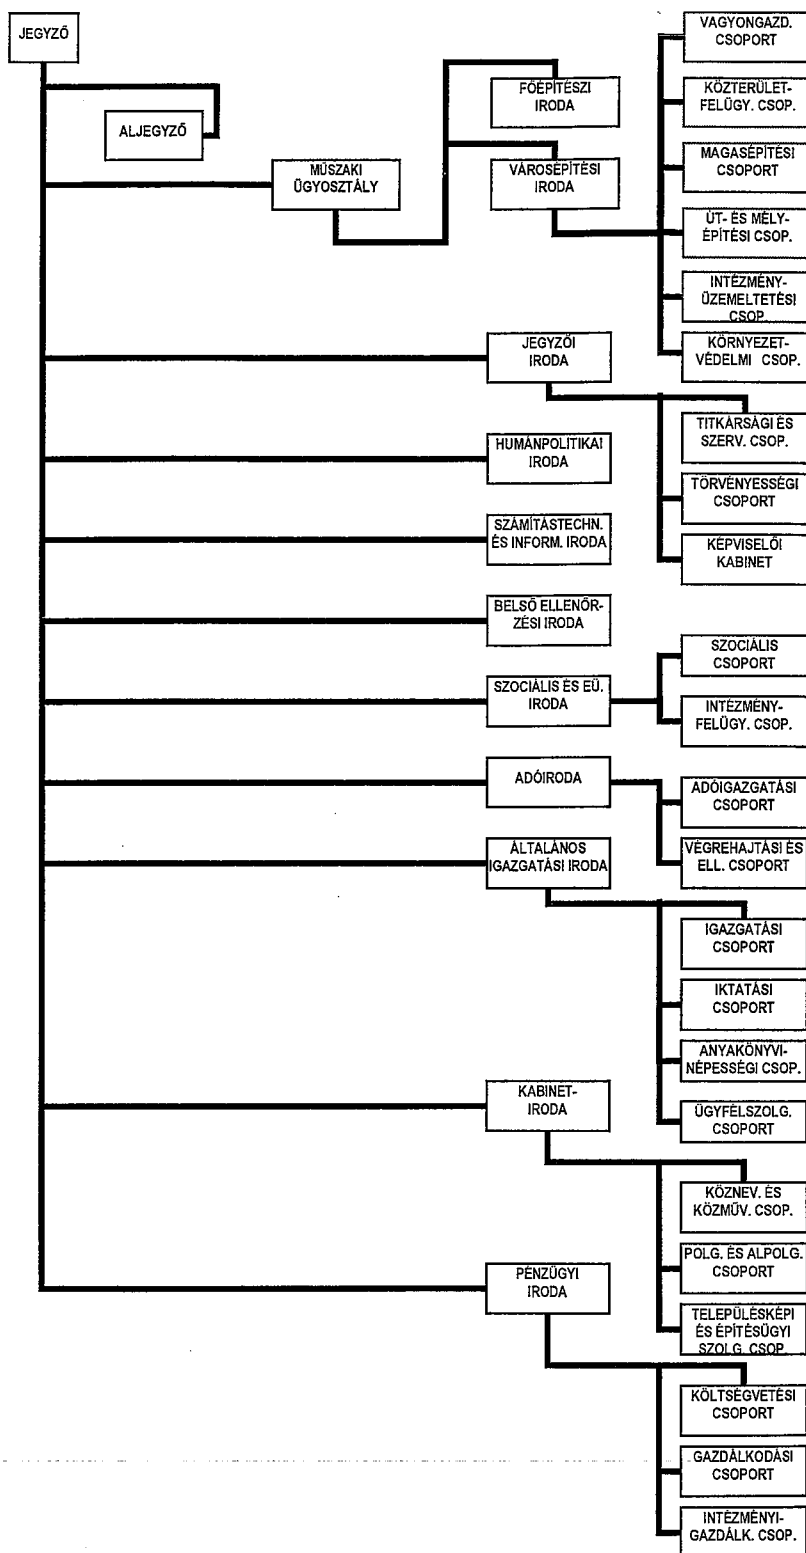 JEGYZŐ
ALJEGYZŐ
MŰSZAKI
ÜGYOSZTÁLY
FŐÉPÍTÉSZI
IRODA
VÁROSÉPÍTÉSI
IRODA
VAGYONGAZD.
CSOPORT
KÖZTERÜLET-
FELÜGY. CSOP.
MAGASÉPÍTÉSI
CSOPORT
ÚT- ÉS MÉLY-
ÉPÍTÉSI CSOP.
INTÉZMÉNY-
ÜZEMELTETÉSI
CSOP.
KÖRNYEZET-
VÉDELMI CSOP.
JEGYZŐI
IRODA
TITKÁRSÁGI ÉS
SZERV. CSOP.
TÖRVÉNYESSÉGI
CSOPORT
KÉPVISELŐI
KABINET
HUMÁNPOLITIKAI
IRODA
SZÁMÍTÁSTECHN.
ÉS INFORM. IRODA
BELSŐ ELLENŐR-
ZÉSI IRODA
SZOCIÁLIS ÉS EÜ.
IRODA
SZOCIÁLIS
CSOPORT
INTÉZMÉNY-
FELÜGY. CSOP.
ADÓIRODA
ADÓIGAZGATÁSI
CSOPORT
VÉGREHAJTÁSI ÉS
ELL. CSOPORT
ÁLTALÁNOS
IGAZGATÁSI IRODA
IGAZGATÁSI
CSOPORT
IKTATÁSI
CSOPORT
ANYAKÖNYVI-
NÉPESSÉGI CSOP.
ÜGYFÉLSZOLG.
CSOPORT
KABINET-
IRODA
KÖZNEV. ÉS
KÖZMŰV. CSOP.
POLG. ÉS ALPOLG.
CSOPORT
TELEPÜLÉSKÉPI
ÉS ÉPÍTÉSÜGYI
SZOLG. CSOP.
PÉNZÜGYI
IRODA
KÖLTSÉGVETÉSI
CSOPORT
GAZDÁLKODÁSI
CSOPORT
INTÉZMÉNYI-
GAZDÁLK. CSOP.